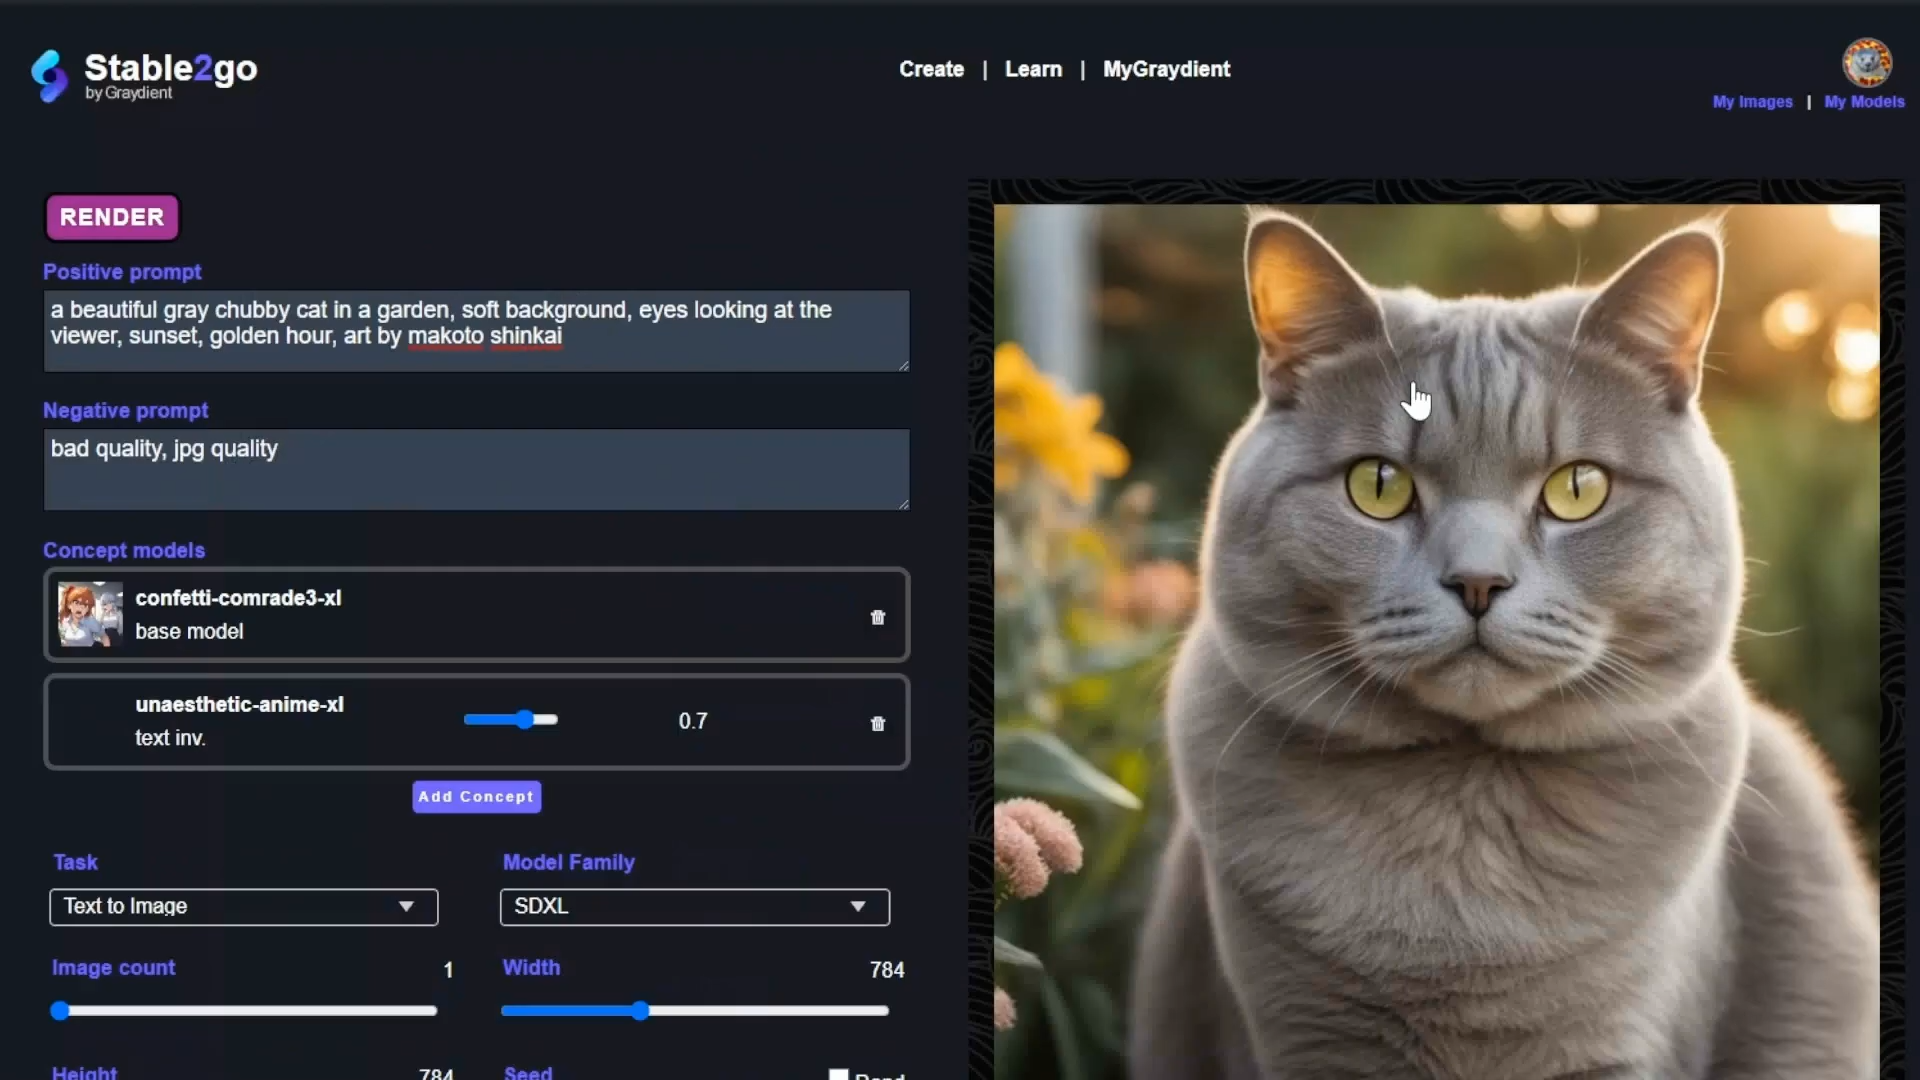 Stable2go
by Graydient
Create | Learn | MyGraydient
My Images | My Models
RENDER
Positive prompt
a beautiful gray chubby cat in a garden, soft background, eyes looking at the
viewer, sunset, golden hour, art by makoto shinkai
Negative prompt
bad quality, jpg quality
Concept models
confetti-comrade3-xl
base model
unaesthetic-anime-xl
text inv.
0.7
Add Concept
Task
Model Family
Text to Image
SDXL
Image count
1
Width
784
Height
784
Seed
Rand